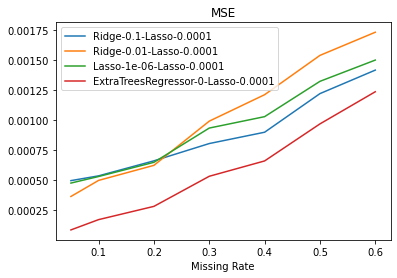 MSE
Ridge-0.1-Lasso-0.0001
Ridge-0.01-Lasso-0.0001
Lasso-1e-06-Lasso-0.0001
ExtraTreesRegressor-0-Lasso-0.0001
0.00175
0.00150
0.00125
0.00100
0.00075
0.00050
0.00025
0.1 0.2 0.3 0.4 0.5 0.6
Missing Rate